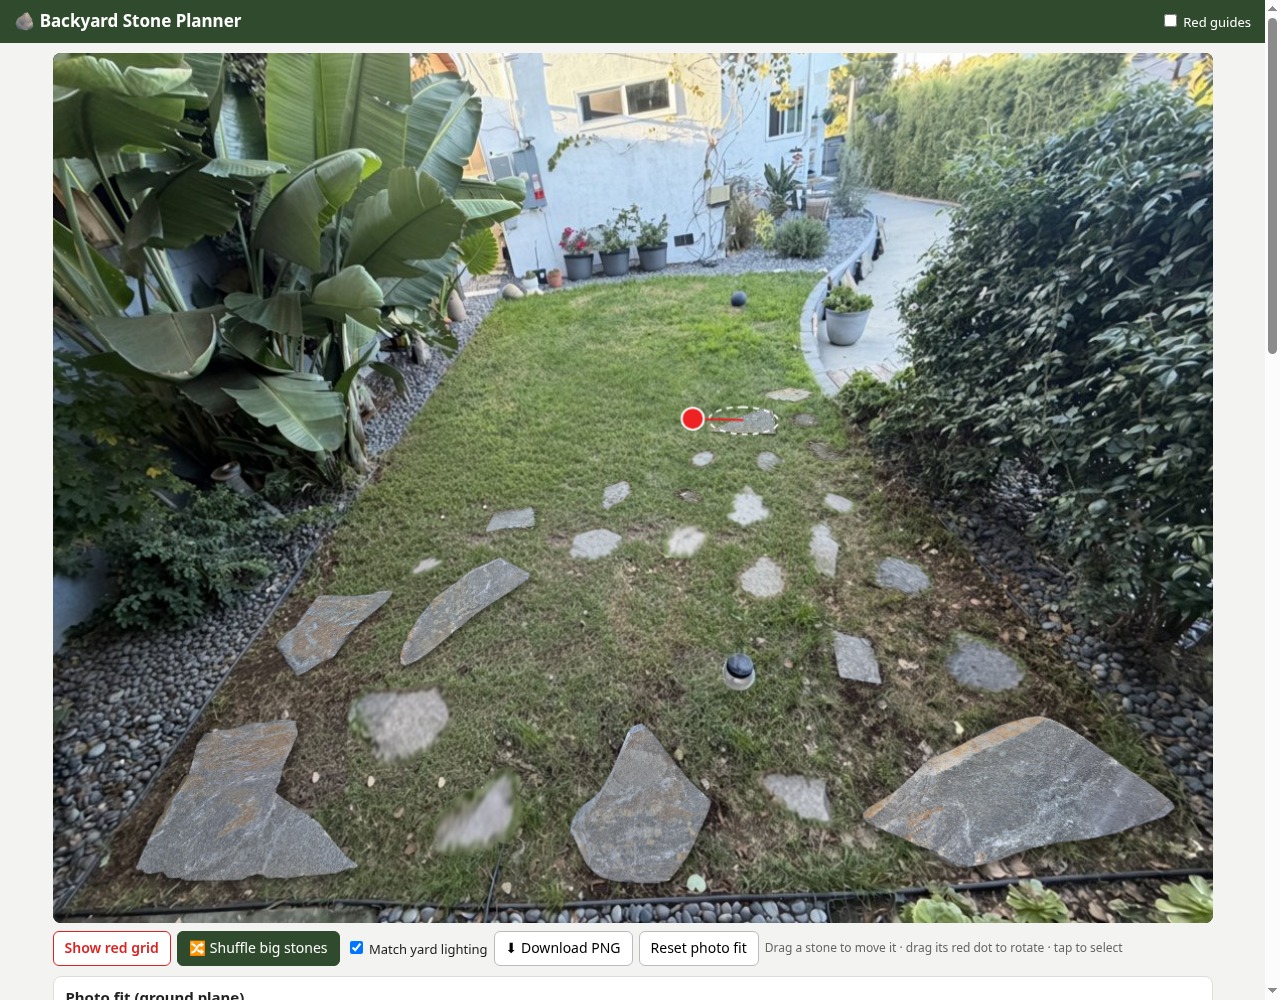 Backyard Stone Planner
Red guides
Show red grid
Shuffle big stones
Match yard lighting
Download PNG
Reset photo fit
Drag a stone to move it · drag its red dot to rotate · tap to select
Photo fit (ground plane)